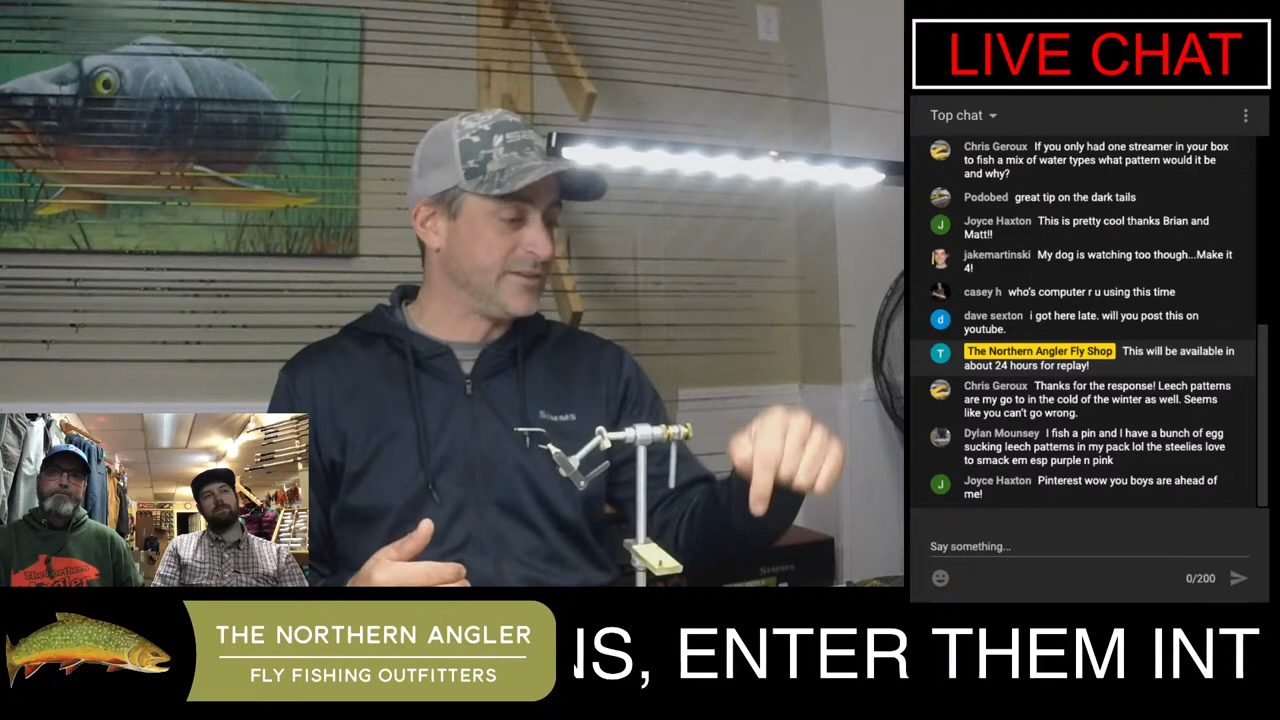 LIVE CHAT
Top chat
Chris Geroux If you only had one streamer in your box
to fish a mix of water types what pattern would it be
and why?
Podobed great tip on the dark tails
Joyce Haxton This is pretty cool thanks Brian and
Matt!!
jakemartinski My dog is watching too though...Make it
4!
casey h who's computer r u using this time
dave sexton i got here late. will you post this on
youtube.
The Northern Angler Fly Shop This will be available in
about 24 hours for replay!
Chris Geroux Thanks for the response! Leech patterns
are my go to in the cold of the winter as well. Seems
like you can't go wrong.
Dylan Mounsey I fish a pin and I have a bunch of egg
sucking leech patterns in my pack lol the steelies love
to smack em esp purple n pink
Joyce Haxton Pinterest wow you boys are ahead of
me!
Say something...
0/200
J
J
d
T
J
SIMMS
SIMMS
The Northern
Angler
THE NORTHERN ANGLER
FLY FISHING OUTFITTERS
NS, ENTER THEM INT